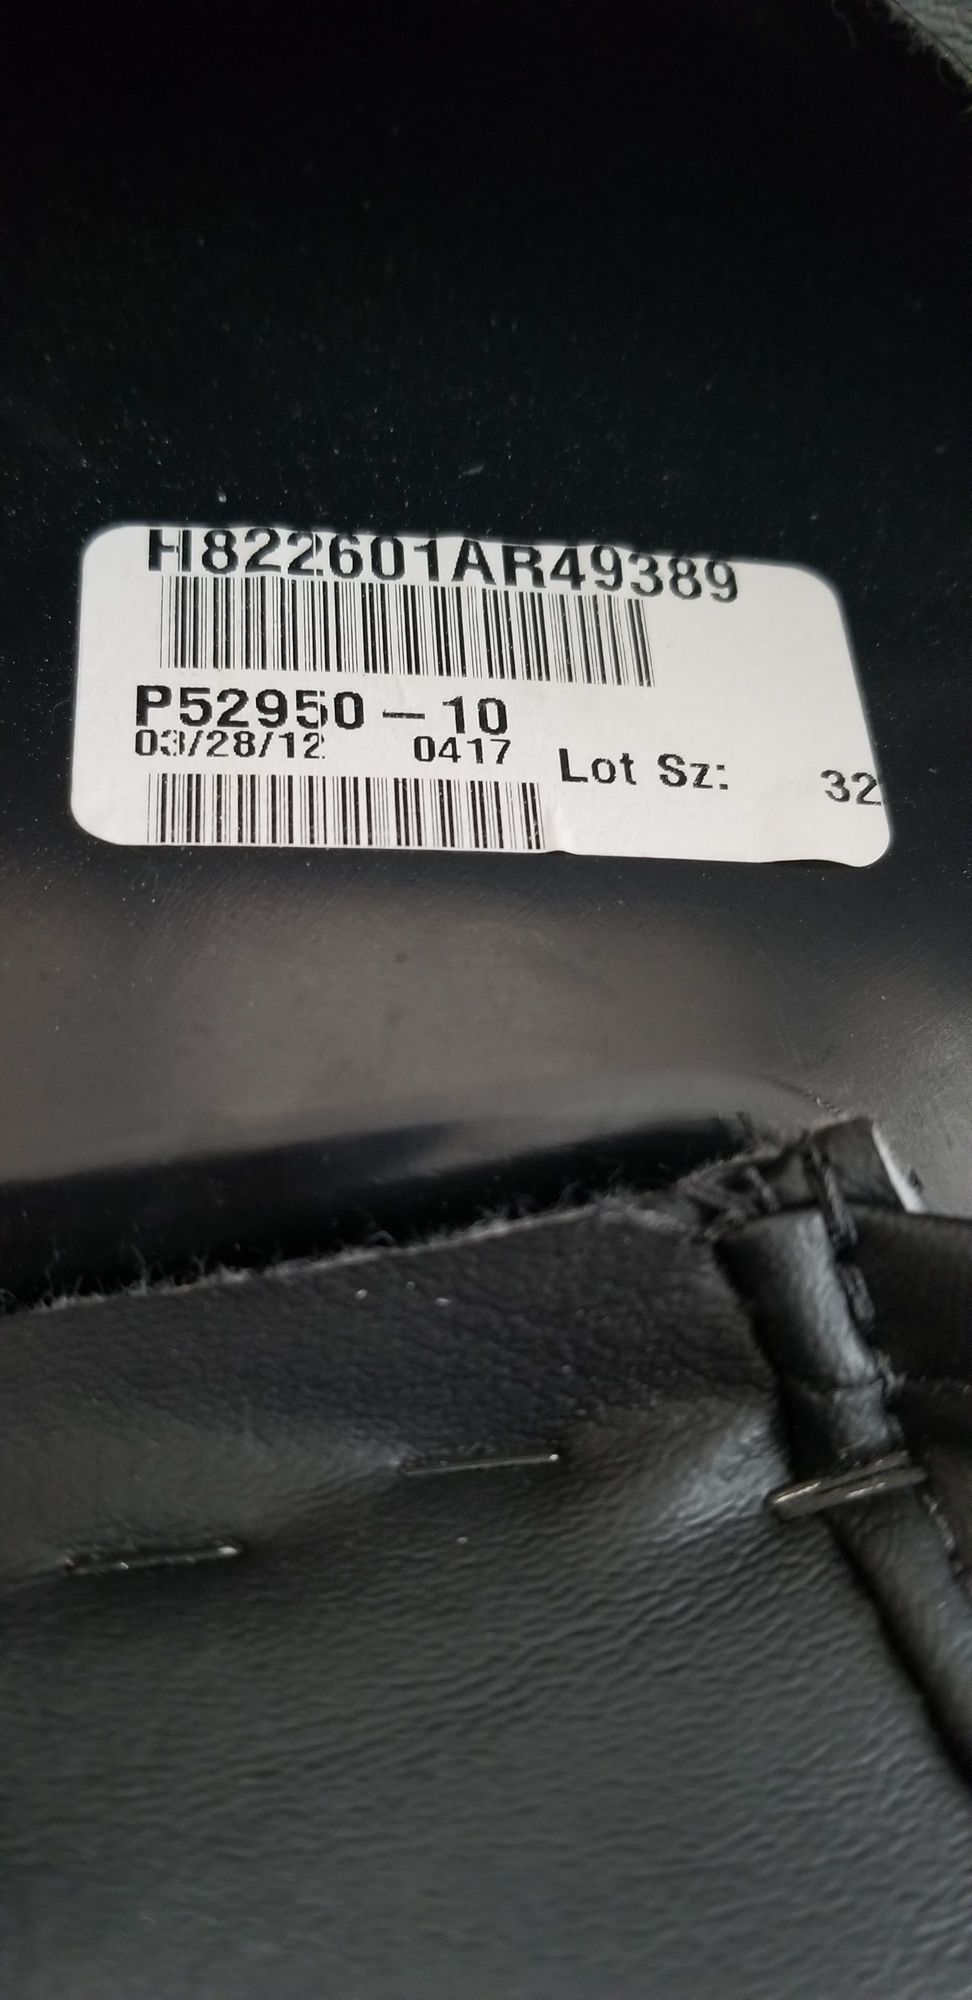 H822601AR49389
P52950-10
03/28/12 0417 Lot Sz: 32